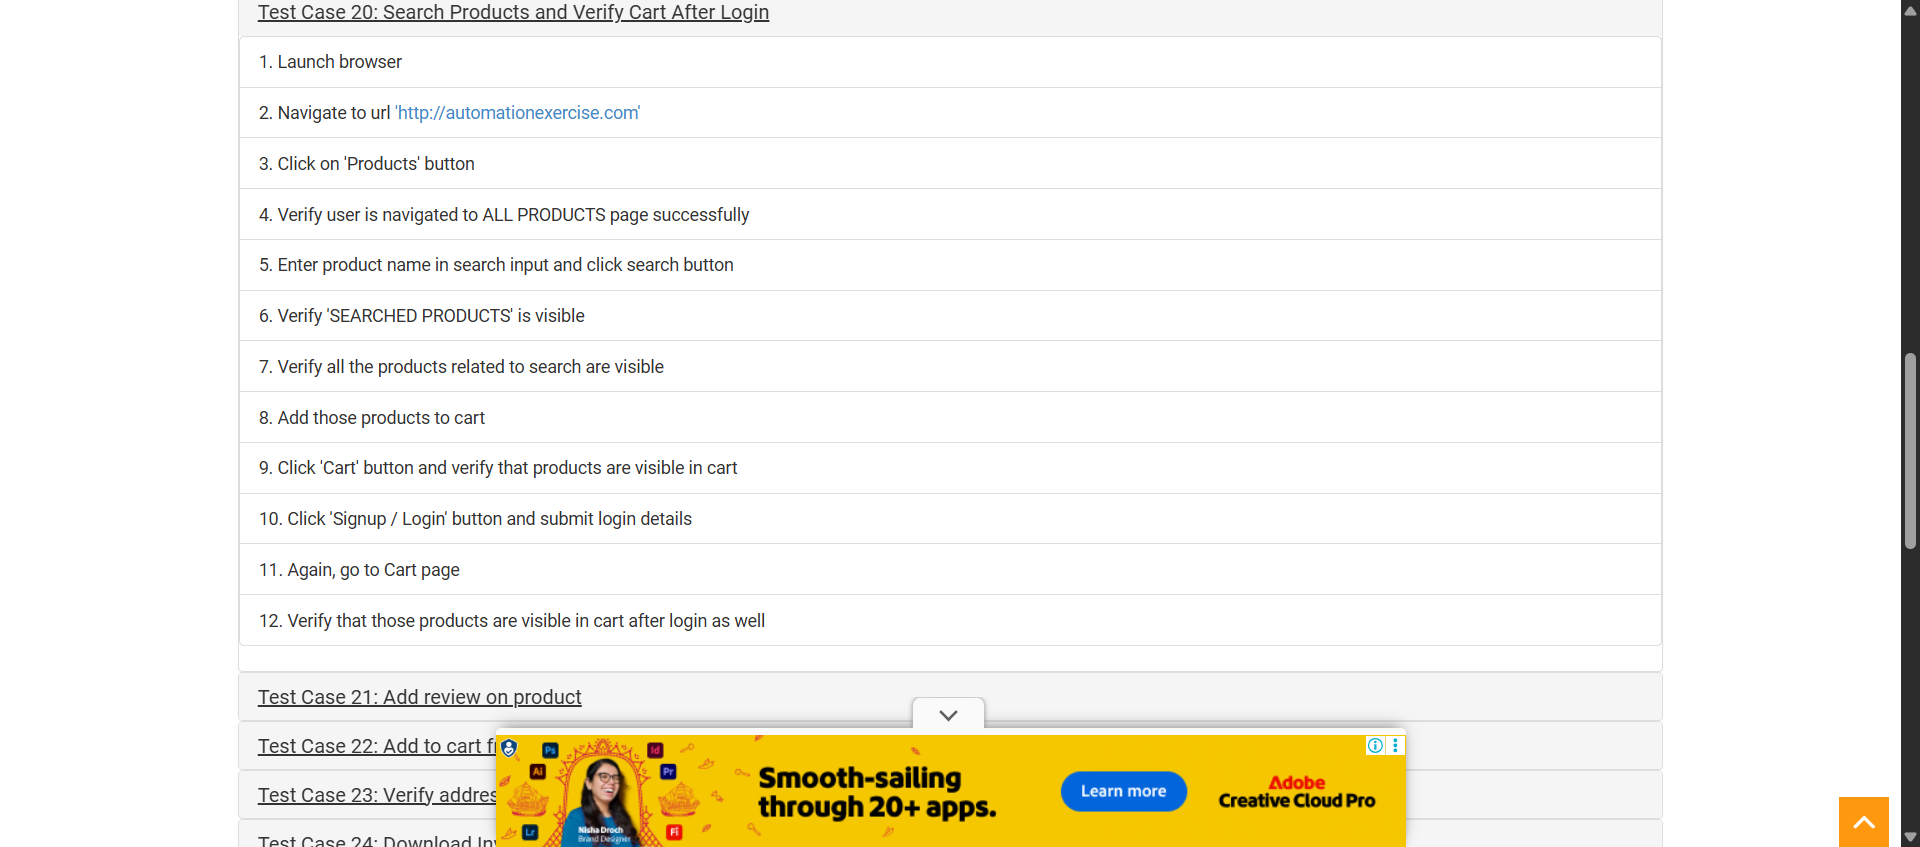 Test Case 20: Search Products and Verify Cart After Login
1. Launch browser
2. Navigate to url 'http://automationexercise.com'
3. Click on 'Products' button
4. Verify user is navigated to ALL PRODUCTS page successfully
5. Enter product name in search input and click search button
6. Verify 'SEARCHED PRODUCTS' is visible
7. Verify all the products related to search are visible
8. Add those products to cart
9. Click 'Cart' button and verify that products are visible in cart
10. Click 'Signup / Login' button and submit login details
11. Again, go to Cart page
12. Verify that those products are visible in cart after login as well
Test Case 21: Add review on product
Test Case 22: Add to cart f
Test Case 23: Verify addres
Test Case 24: Download In
Ps
Id
Ai
Pr
Lr
Fl
Nisha Droch
Brand Designer
Smooth-sailing
through 20+ apps.
Learn more
Adobe
Creative Cloud Pro